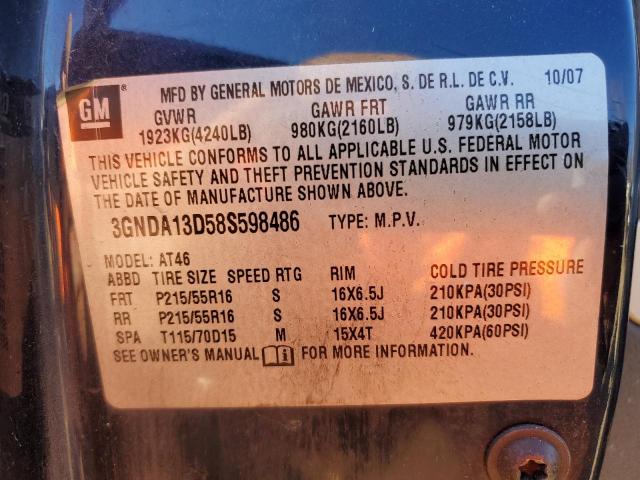 MFD BY GENERAL MOTORS DE MEXICO, S. DE R.L. DE C.V. 10/07
GM
GVWR GAWR FRT GAWR RR
1923KG(4240LB) 980KG(2160LB) 979KG(2158LB)
THIS VEHICLE CONFORMS TO ALL APPLICABLE U.S. FEDERAL MOTOR
VEHICLE SAFETY AND THEFT PREVENTION STANDARDS IN EFFECT ON
THE DATE OF MANUFACTURE SHOWN ABOVE.
3GNDA13D58S598486 TYPE: M.P.V.
MODEL: AT46
ABBD TIRE SIZE SPEED RTG RIM COLD TIRE PRESSURE
FRT P215/55R16 S 16X6.5J 210KPA(30PSI)
RR P215/55R16 S 16X6.5J 210KPA(30PSI)
SPA T115/70D15 M 15X4T 420KPA(60PSI)
SEE OWNER'S MANUAL FOR MORE INFORMATION.